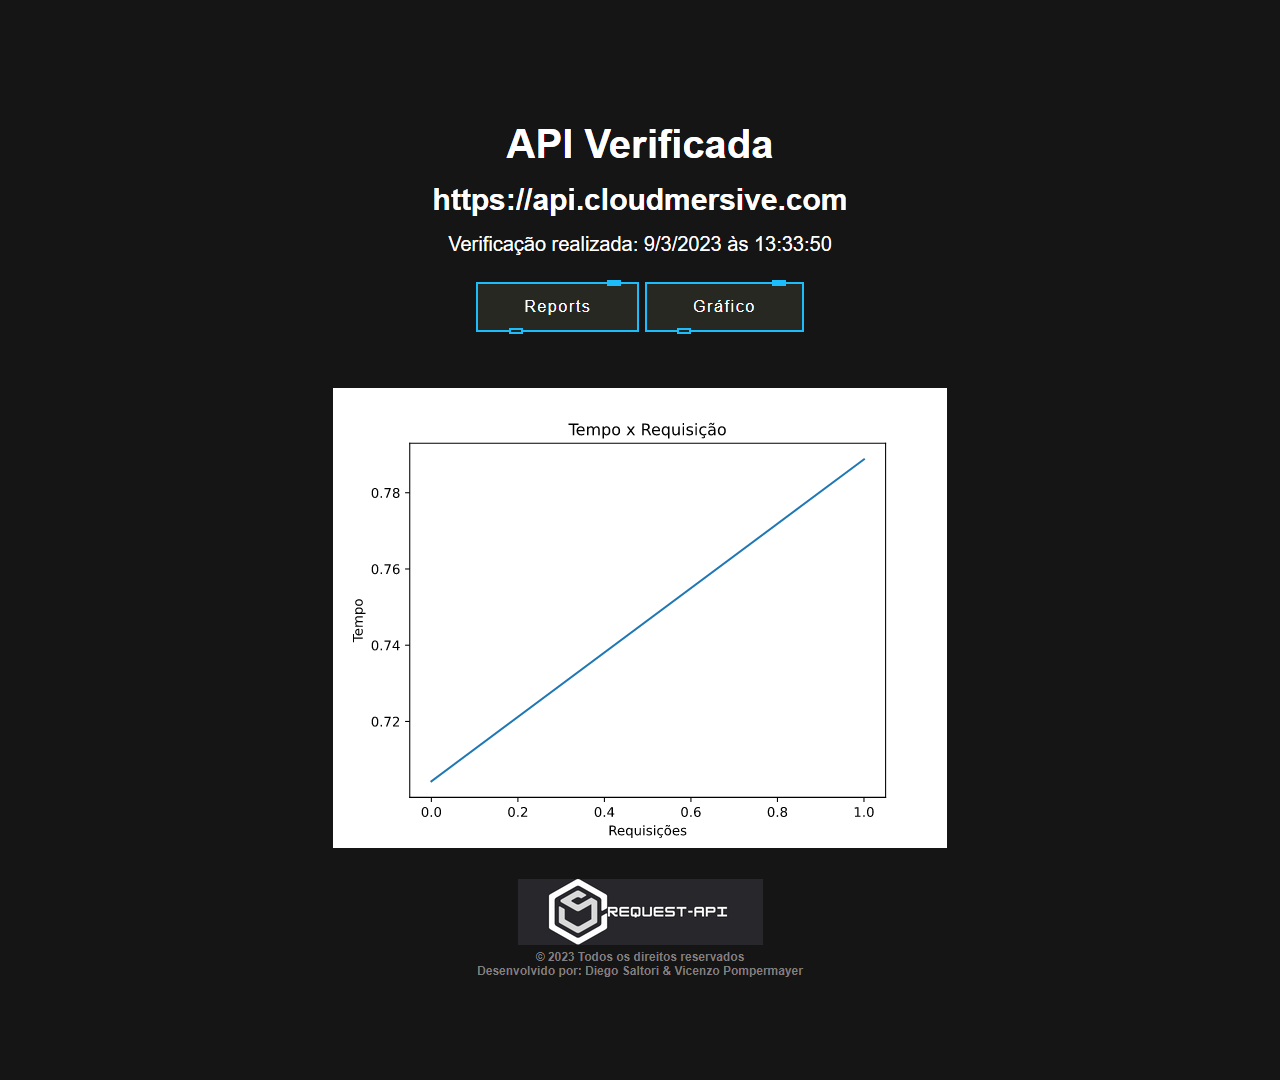 API Verificada
https://api.cloudmersive.com
Verificação realizada: 9/3/2023 às 13:33:50
Reports Gráfico
Tempo x Requisição
0.78
0.76
Tempo
0.74
0.72
0.0 0.2 0.4 0.6 0.8 1.0
Requisições
REQUEST-API
© 2023 Todos os direitos reservados
Desenvolvido por: Diego Saltori & Vicenzo Pompermayer